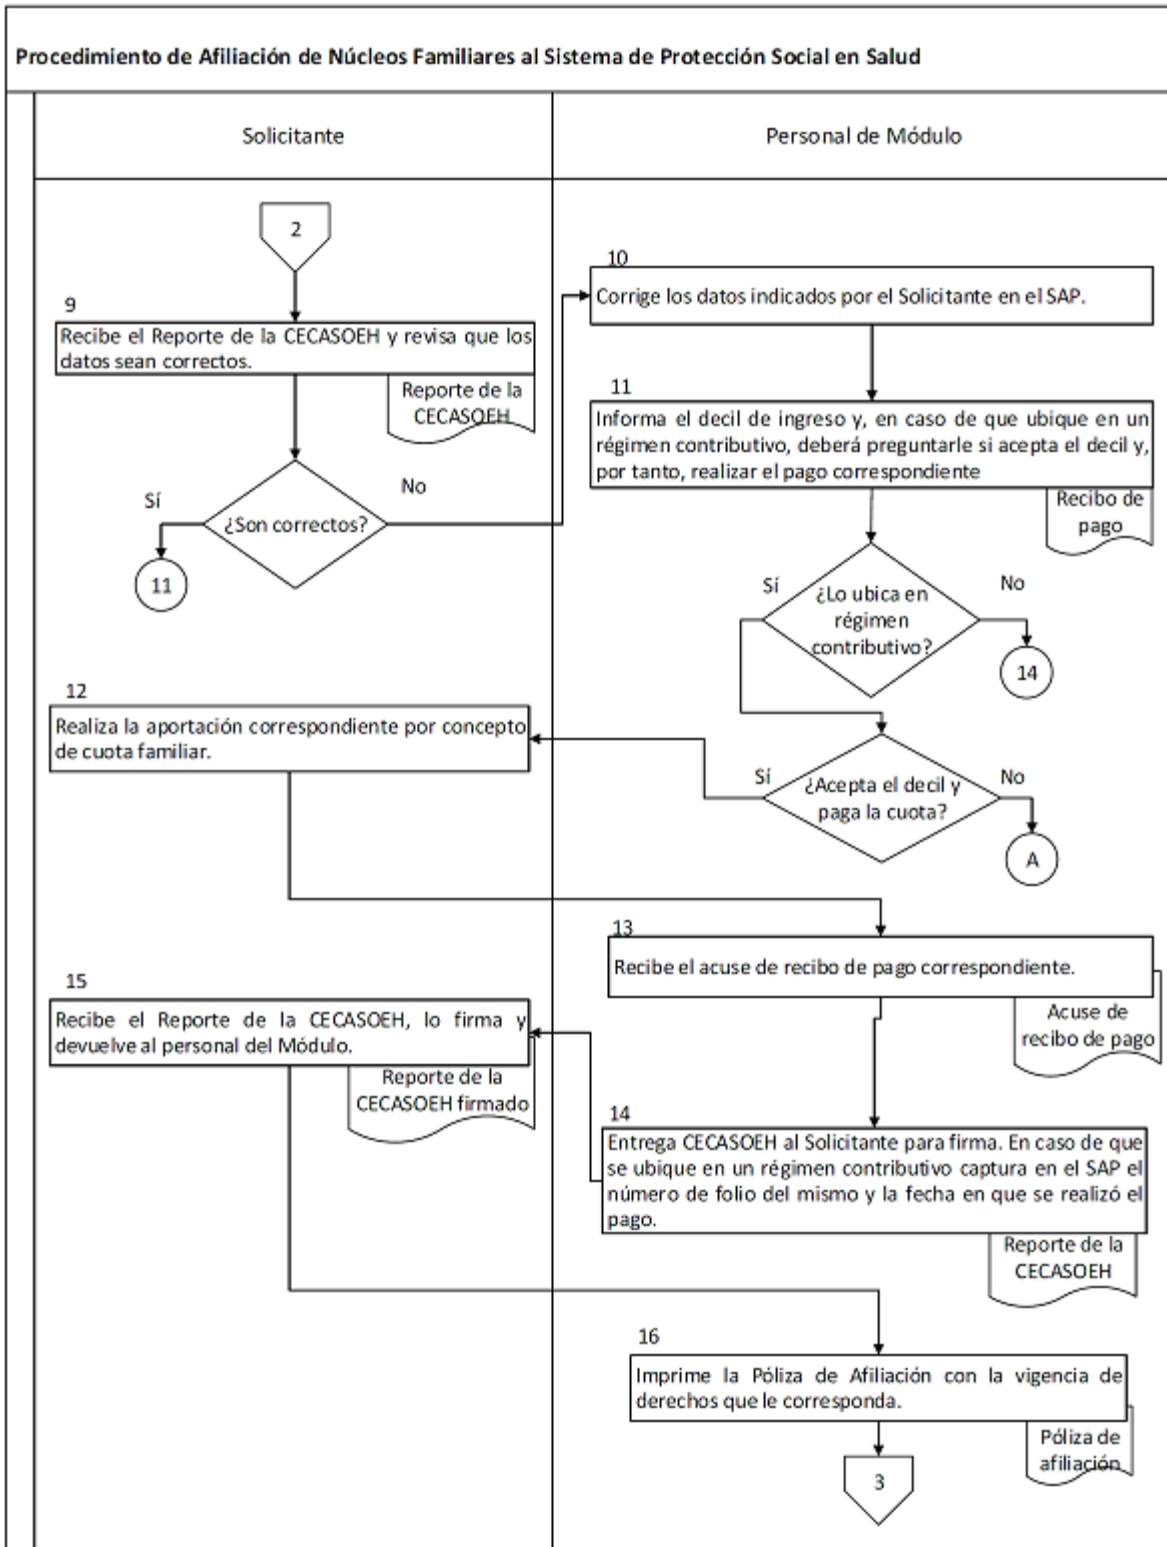 Procedimiento de Afiliación de Núcleos Familiares al Sistema de Protección Social en Salud
Solicitante
Personal de Módulo
2
9
Recibe el Reporte de la CECASOEH y revisa que los
datos sean correctos.
Reporte de la
CECASOEH
¿Son correctos?
Sí
No
11
10
Corrige los datos indicados por el Solicitante en el SAP.
11
Informa el decil de ingreso y, en caso de que ubique en un
régimen contributivo, deberá preguntarle si acepta el decil y,
por tanto, realizar el pago correspondiente
Recibo de
pago
¿Lo ubica en
régimen
contributivo?
Sí
No
14
¿Acepta el decil y
paga la cuota?
Sí
No
A
12
Realiza la aportación correspondiente por concepto
de cuota familiar.
13
Recibe el acuse de recibo de pago correspondiente.
Acuse de
recibo de pago
14
Entrega CECASOEH al Solicitante para firma. En caso de que
se ubique en un régimen contributivo captura en el SAP el
número de folio del mismo y la fecha en que se realizó el
pago.
Reporte de la
CECASOEH
15
Recibe el Reporte de la CECASOEH, lo firma y
devuelve al personal del Módulo.
Reporte de la
CECASOEH firmado
16
Imprime la Póliza de Afiliación con la vigencia de
derechos que le corresponda.
Póliza de
afiliación
3